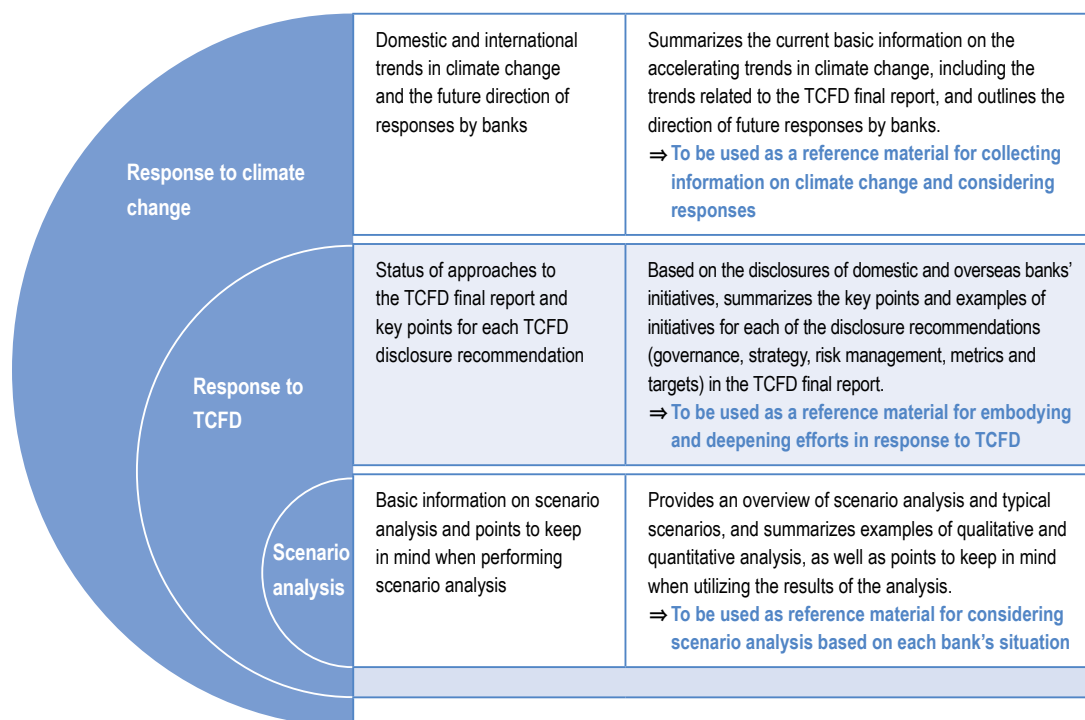 Response to climate
change
Domestic and international
trends in climate change
and the future direction of
responses by banks
Summarizes the current basic information on the
accelerating trends in climate change, including the
trends related to the TCFD final report, and outlines the
direction of future responses by banks.
⇒ To be used as a reference material for collecting
information on climate change and considering
responses
Response to
TCFD
Status of approaches to
the TCFD final report and
key points for each TCFD
disclosure recommendation
Based on the disclosures of domestic and overseas banks’
initiatives, summarizes the key points and examples of
initiatives for each of the disclosure recommendations
(governance, strategy, risk management, metrics and
targets) in the TCFD final report.
⇒ To be used as a reference material for embodying
and deepening efforts in response to TCFD
Scenario
analysis
Basic information on scenario
analysis and points to keep
in mind when performing
scenario analysis
Provides an overview of scenario analysis and typical
scenarios, and summarizes examples of qualitative and
quantitative analysis, as well as points to keep in mind
when utilizing the results of the analysis.
⇒ To be used as reference material for considering
scenario analysis based on each bank’s situation